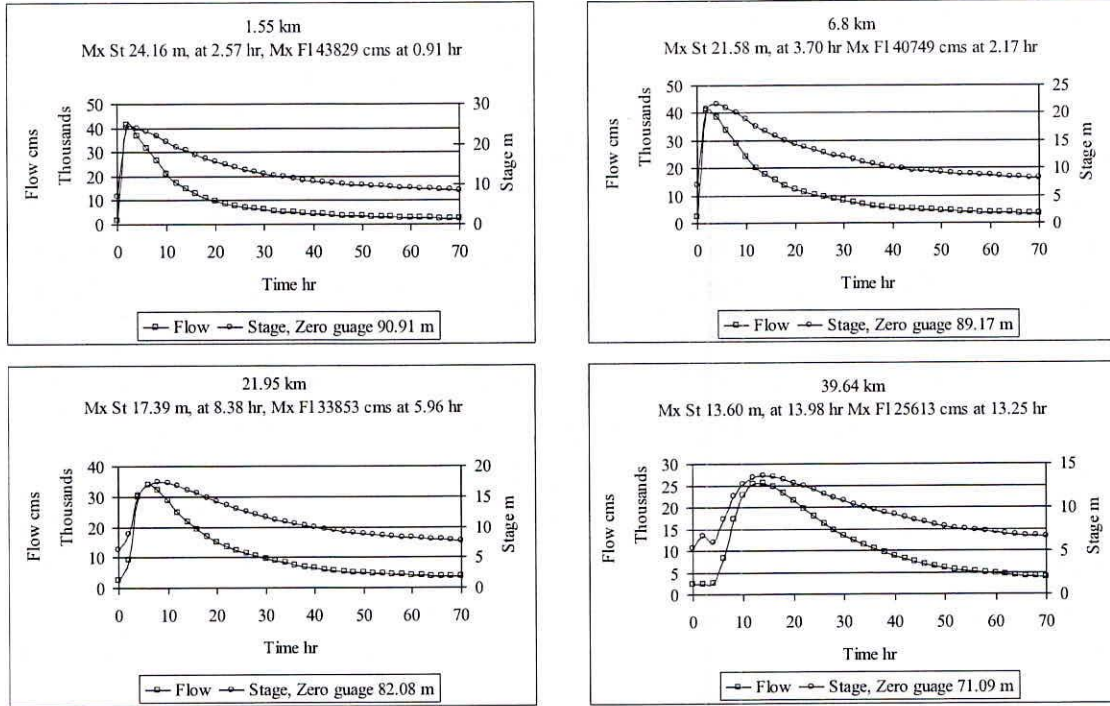 1.55 km
Mx St 24.16 m, at 2.57 hr, Mx Fl 43829 cms at 0.91 hr
Flow cms
Thousands
50
40
30
20
10
0
30
20
10
0
Stage m
0 10 20 30 40 50 60 70
Time hr
Flow Stage, Zero guage 90.91 m
6.8 km
Mx St 21.58 m, at 3.70 hr Mx Fl 40749 cms at 2.17 hr
Flow cms
Thousands
50
40
30
20
10
0
25
20
15
10
5
0
Stage m
0 10 20 30 40 50 60 70
Time hr
Flow Stage, Zero guage 89.17 m
21.95 km
Mx St 17.39 m, at 8.38 hr, Mx Fl 33853 cms at 5.96 hr
Flow cms
Thousands
40
30
20
10
0
20
15
10
5
0
Stage m
0 10 20 30 40 50 60 70
Time hr
Flow Stage, Zero guage 82.08 m
39.64 km
Mx St 13.60 m, at 13.98 hr Mx Fl 25613 cms at 13.25 hr
Flow cms
Thousands
30
25
20
15
10
5
0
15
10
5
0
Stage m
0 10 20 30 40 50 60 70
Time hr
Flow Stage, Zero guage 71.09 m